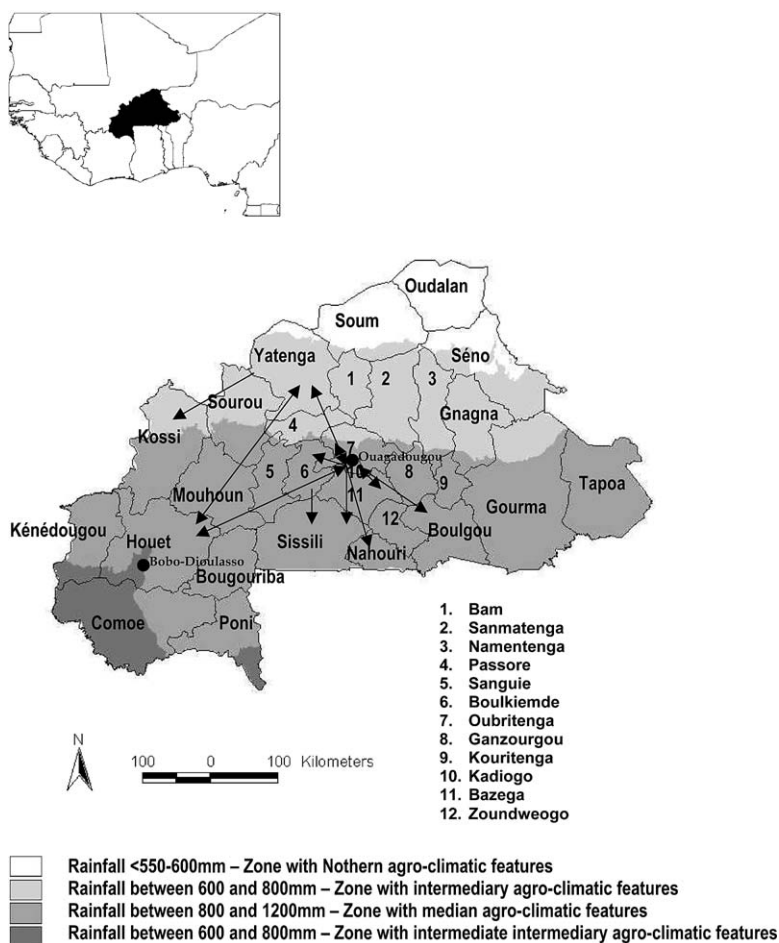 Oudalan
Soum
Yatenga
Séno
1
2
3
Sourou
Gnagna
4
Kossi
7
Ouagadougou
10
5
6
8
9
Tapoa
Mouhoun
11
Gourma
12
Boulgou
Kénédougou
Houet
Sissili
Nahouri
Bobo-Dioulasso
Bougouriba
Comoe
Poni
1. Bam
2. Sanmatenga
3. Namentenga
4. Passore
5. Sanguie
6. Boulkiemde
7. Oubritenga
8. Ganzourgou
9. Kouritenga
10. Kadiogo
11. Bazega
12. Zoundweogo
N
100 0 100 Kilometers
Rainfall <550-600mm – Zone with Nothern agro-climatic features
Rainfall between 600 and 800mm – Zone with intermediary agro-climatic features
Rainfall between 800 and 1200mm – Zone with median agro-climatic features
Rainfall between 600 and 800mm – Zone with intermediate intermediary agro-climatic features